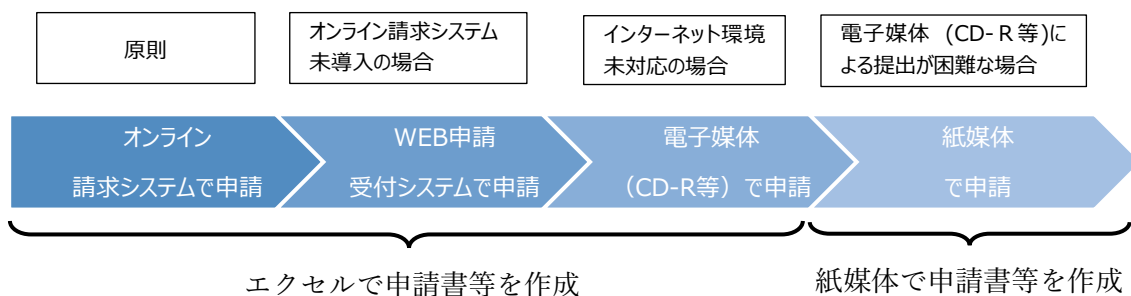 原則
オンライン請求システム
未導入の場合
インターネット環境
未対応の場合
電子媒体 (CD-R等)に
よる提出が困難な場合
オンライン
請求システムで申請
WEB申請
受付システムで申請
電子媒体
（CD-R等）で申請
紙媒体
で申請
エクセルで申請書等を作成
紙媒体で申請書等を作成